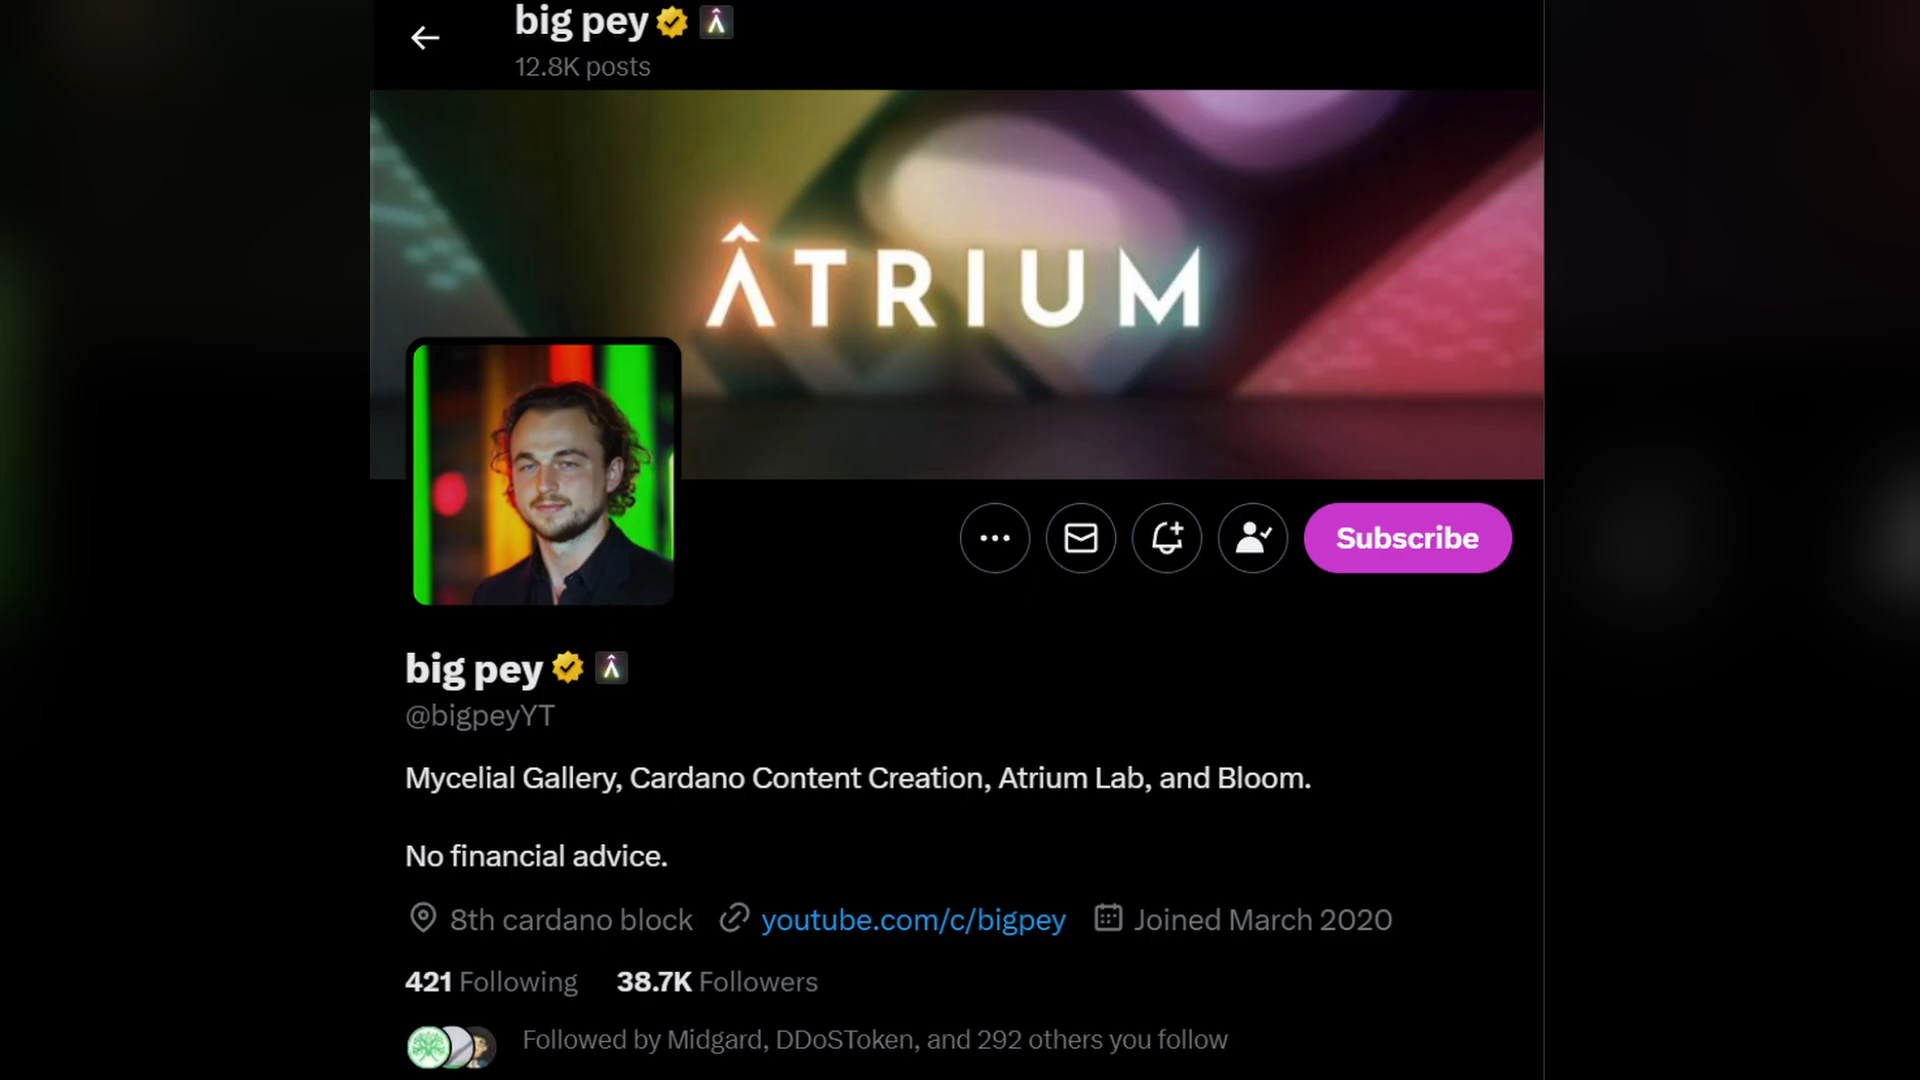 big pey
12.8K posts
ÂTRIUM
Subscribe
big pey
@bigpeyYT
Mycelial Gallery, Cardano Content Creation, Atrium Lab, and Bloom.
No financial advice.
8th cardano block youtube.com/c/bigpey Joined March 2020
421 Following 38.7K Followers
Followed by Midgard, DDoSToken, and 292 others you follow